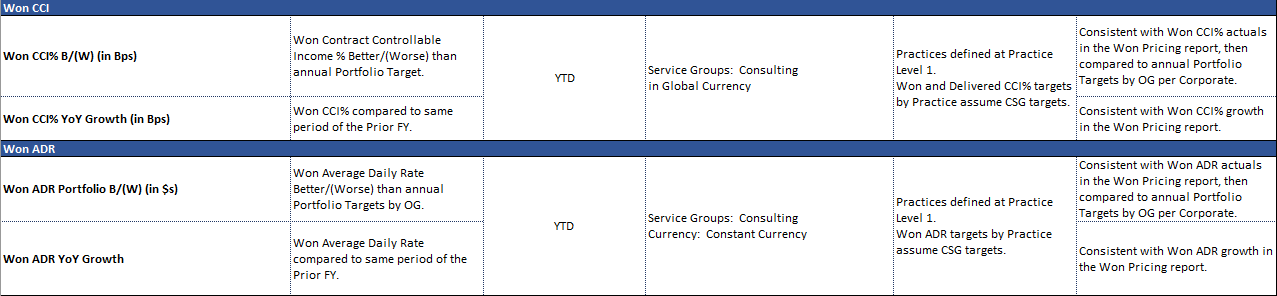 Won CCI
Won CCI% B/(W) (in Bps)
Won Contract Controllable
Income % Better/(Worse) than
annual Portfolio Target.
YTD
Service Groups:  Consulting
in Global Currency
Practices defined at Practice
Level 1.
Won and Delivered CCI% targets
by Practice assume CSG targets.
Consistent with Won CCI% actuals
in the Won Pricing report, then
compared to annual Portfolio
Targets by OG per Corporate.
Won CCI% YoY Growth (in Bps)
Won CCI% compared to same
period of the Prior FY.
Consistent with Won CCI% growth
in the Won Pricing report.
Won ADR
Won ADR Portfolio B/(W) (in $s)
Won Average Daily Rate
Better/(Worse) than annual
Portfolio Targets by OG.
YTD
Service Groups:  Consulting
Currency:  Constant Currency
Practices defined at Practice
Level 1.
Won ADR targets by Practice
assume CSG targets.
Consistent with Won ADR actuals
in the Won Pricing report, then
compared to annual Portfolio
Targets by OG per Corporate.
Won ADR YoY Growth
Won Average Daily Rate
compared to same period of the
Prior FY.
Consistent with Won ADR growth in
the Won Pricing report.